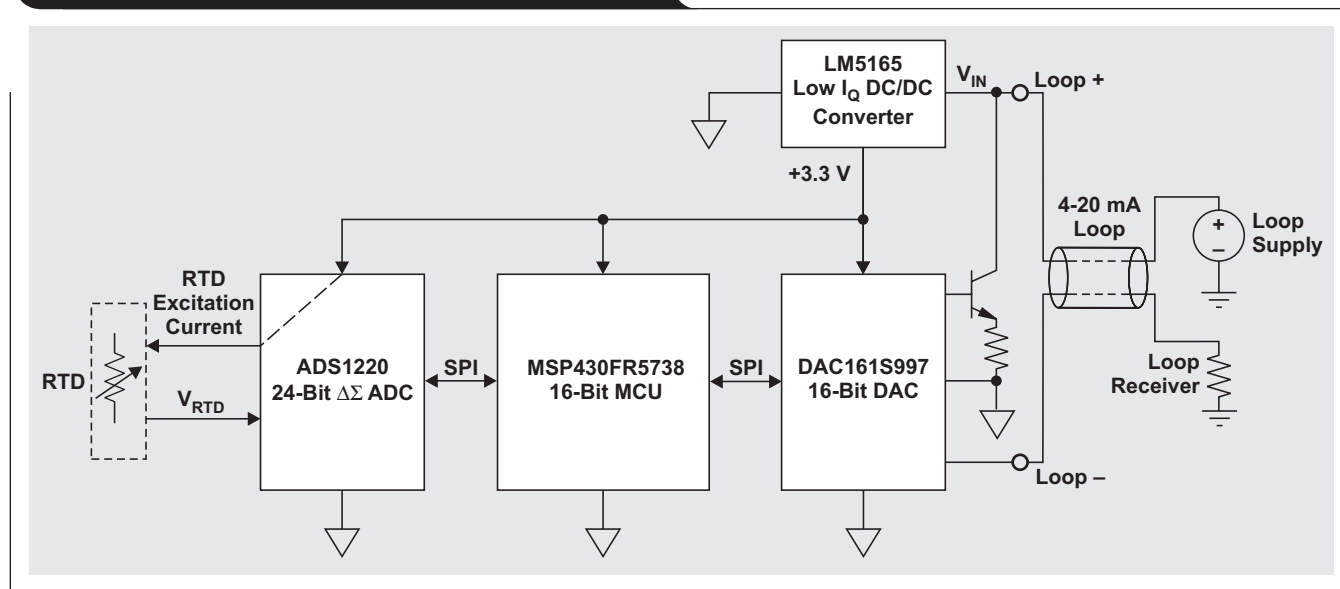 LM5165
Low IQ DC/DC
Converter
VIN
Loop +
+3.3 V
4-20 mA
Loop
+
–
Loop
Supply
RTD
Excitation
Current
RTD
VRTD
ADS1220
24-Bit ΔΣ ADC
SPI
MSP430FR5738
16-Bit MCU
SPI
DAC161S997
16-Bit DAC
Loop
Receiver
Loop –